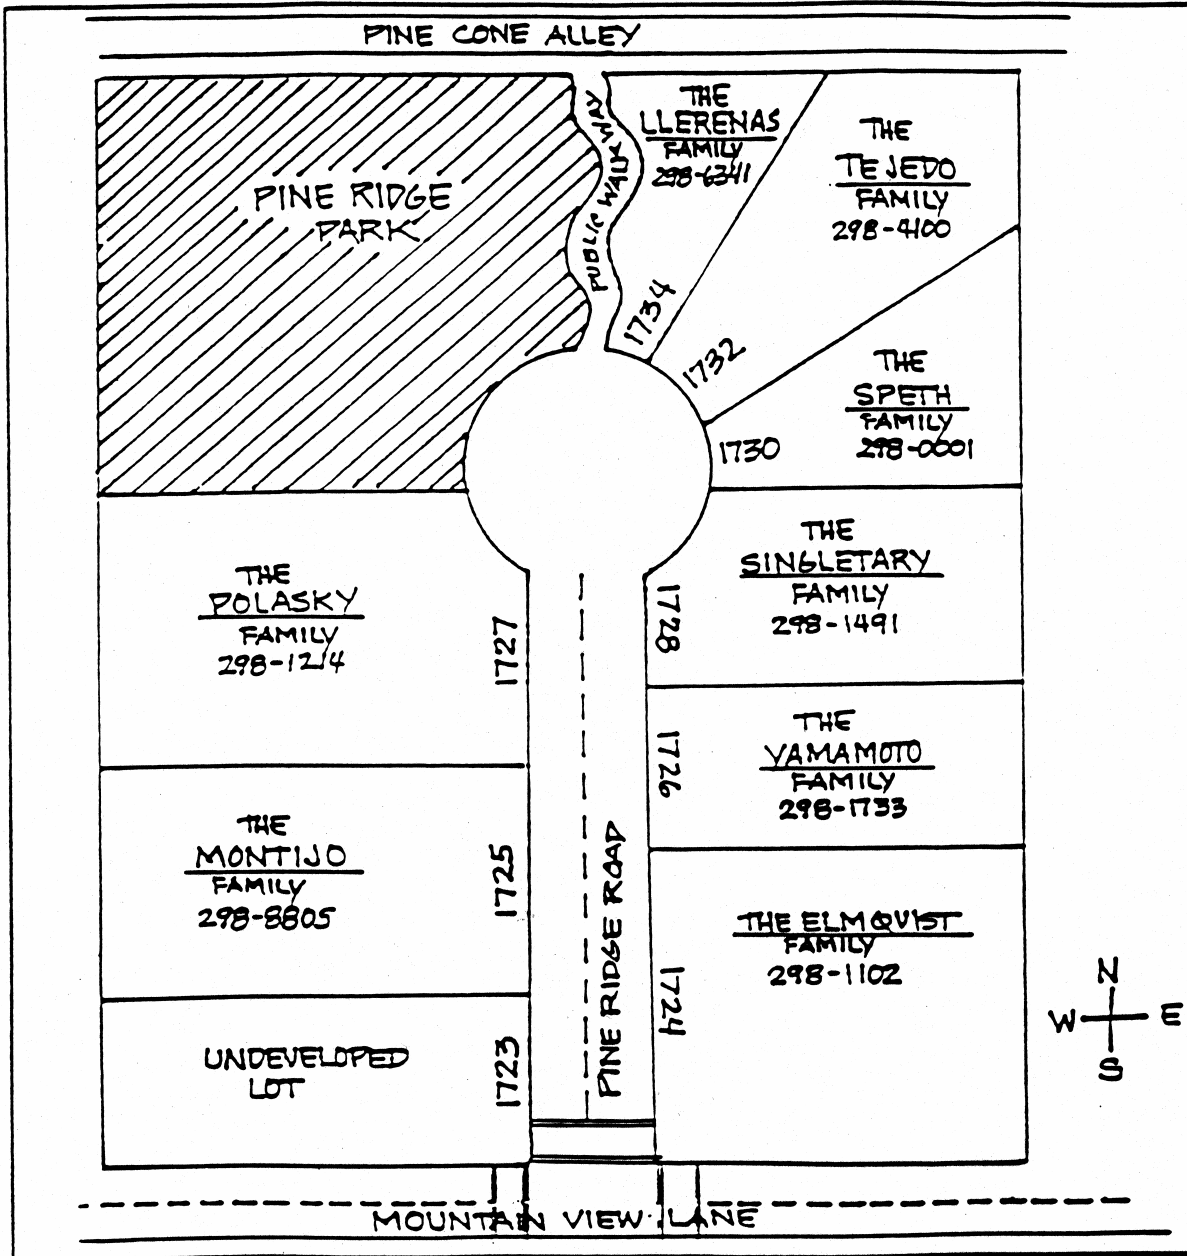 PINE CONE ALLEY
PINE RIDGE
PARK
PUBLIC WALKWAY
THE
LLERENAS
FAMILY
298-6341
1734
THE
TEJEDO
FAMILY
298-4100
1732
THE
SPETH
FAMILY
298-0001
1730
THE
POLASKY
FAMILY
298-1214
1727
THE
SINGLETARY
FAMILY
298-1491
1728
THE
YAMAMOTO
FAMILY
298-1733
1726
THE
MONTIJO
FAMILY
298-8805
1725
PINE RIDGE ROAD
THE ELMQVIST
FAMILY
298-1102
1724
UNDEVELOPED
LOT
1723
N
W E
S
MOUNTAIN VIEW LANE